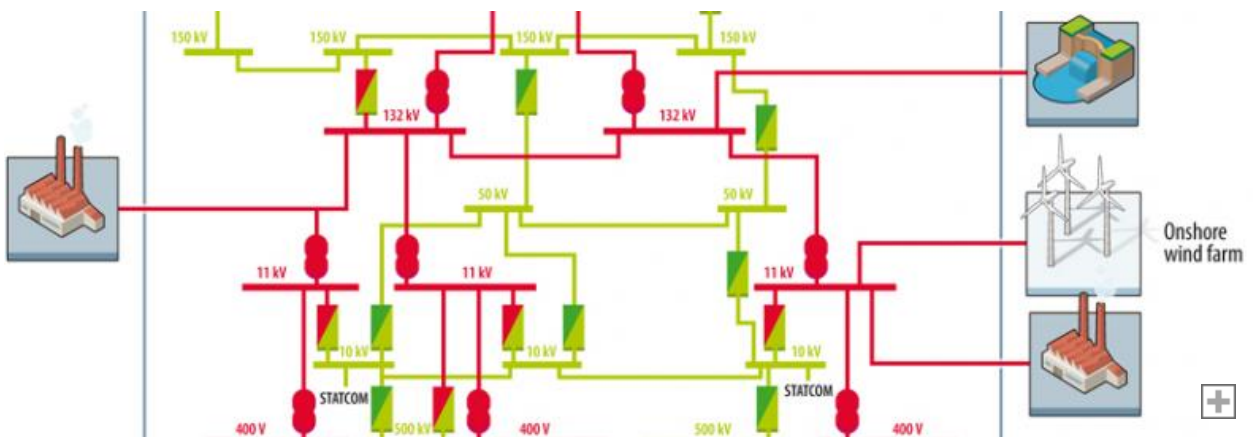 150 kV
150 kV
150 kV
150 kV
132 kV
132 kV
50 kV
50 kV
Onshore
wind farm
11 kV
11 kV
11 kV
10 kV
10 kV
10 kV
STATCOM
STATCOM
400 V
500 kV
400 V
500 kV
400 V